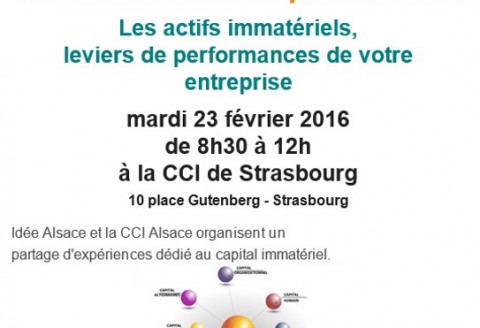 Les actifs immatériels,
leviers de performances de votre
entreprise
mardi 23 février 2016
de 8h30 à 12h
à la CCI de Strasbourg
10 place Gutenberg - Strasbourg
Idée Alsace et la CCI Alsace organisent un
partage d'expériences dédié au capital immatériel.
CAPITAL
ORGANISATIONNEL
CAPITAL
CAPITAL
HUMAIN
CAPITAL